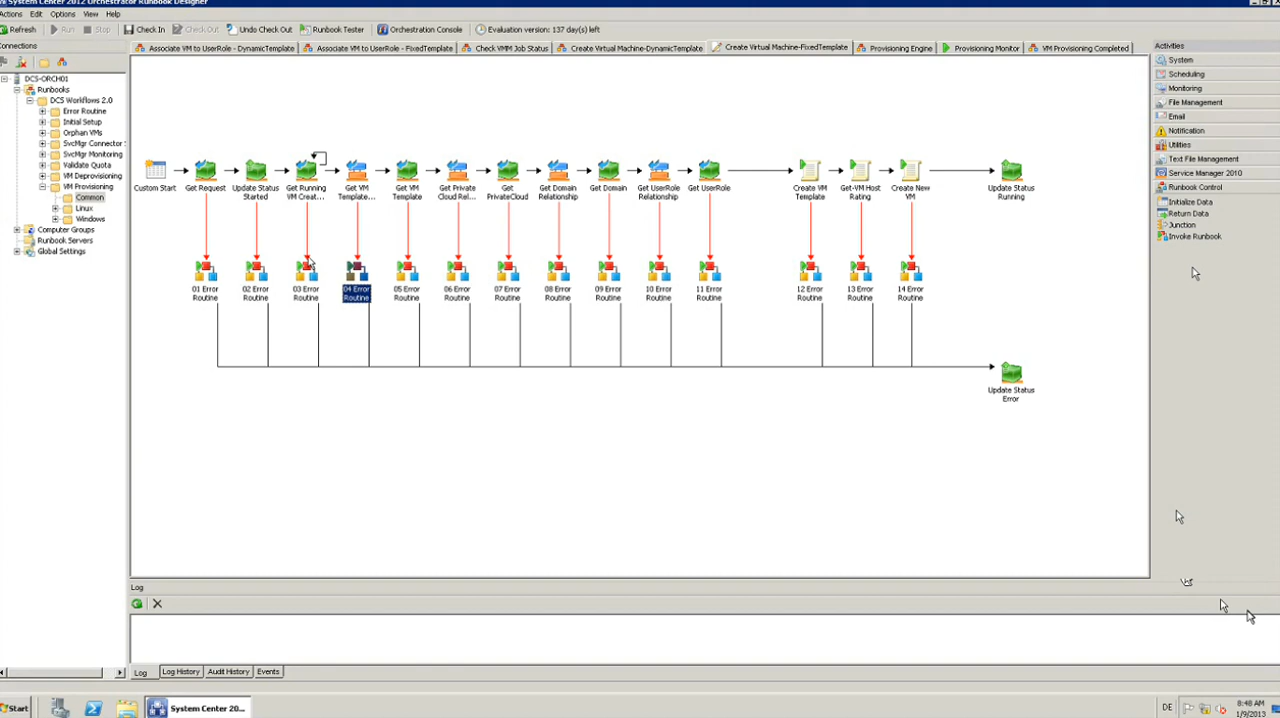 System Center 2012 Orchestrator Runbook Designer
Actions Edit Options View Help
Refresh Run Stop Check In Check Out Undo Check Out Runbook Tester Orchestration Console Evaluation version: 137 day(s) left
Connections
Associate VM to UserRole - DynamicTemplate Associate VM to UserRole - FixedTemplate Check VMM Job Status Create Virtual Machine-DynamicTemplate Create Virtual Machine-FixedTemplate Provisioning Engine Provisioning Monitor VM Provisioning Completed
DCS-ORCH01
Runbooks
DCS Workflows 2.0
Error Routine
Initial Setup
Orphan VMs
SvcMgr Connector S
SvcMgr Monitoring
Validate Quota
VM Deprovisioning
VM Provisioning
Common
Linux
Windows
Computer Groups
Runbook Servers
Global Settings
Custom Start
Get Request
Update Status
Started
Get Running
VM Creat...
Get VM
Template...
Get VM
Template
Get Private
Cloud Rel...
Get
PrivateCloud
Get Domain
Relationship
Get Domain
Get UserRole
Relationship
Get UserRole
Create VM
Template
Get-VM Host
Rating
Create New
VM
Update Status
Running
01 Error
Routine
02 Error
Routine
03 Error
Routine
04 Error
Routine
05 Error
Routine
06 Error
Routine
07 Error
Routine
08 Error
Routine
09 Error
Routine
10 Error
Routine
11 Error
Routine
12 Error
Routine
13 Error
Routine
14 Error
Routine
Update Status
Error
Activities
System
Scheduling
Monitoring
File Management
Email
Notification
Utilities
Text File Management
Service Manager 2010
Runbook Control
Initialize Data
Return Data
Junction
Invoke Runbook
Log
Log Log History Audit History Events
Start
System Center 20...
DE
8:48 AM
1/9/2013